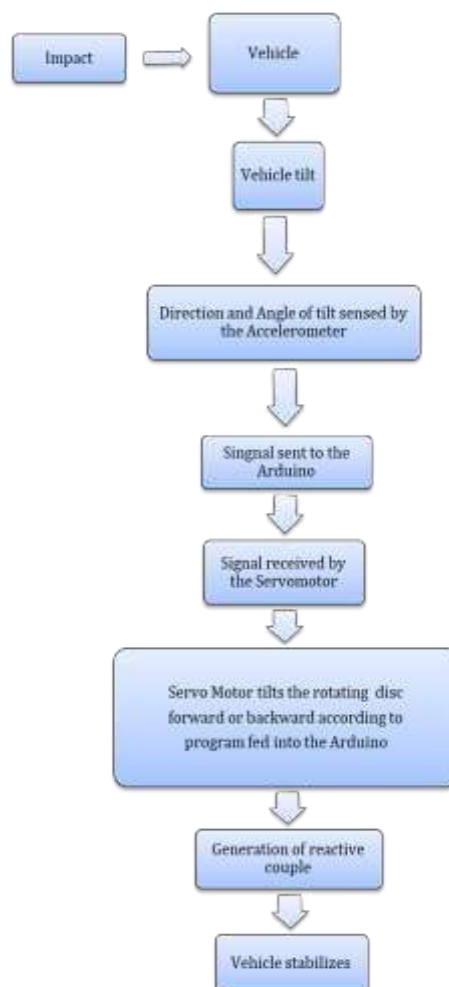 Impact
Vehicle
Vehicle tilt
Direction and Angle of tilt sensed by
the Accelerometer
Singnal sent to the
Arduino
Signal received by
the Servomotor
Servo Motor tilts the rotating disc
forward or backward according to
program fed into the Arduino
Generation of reactive
couple
Vehicle stabilizes